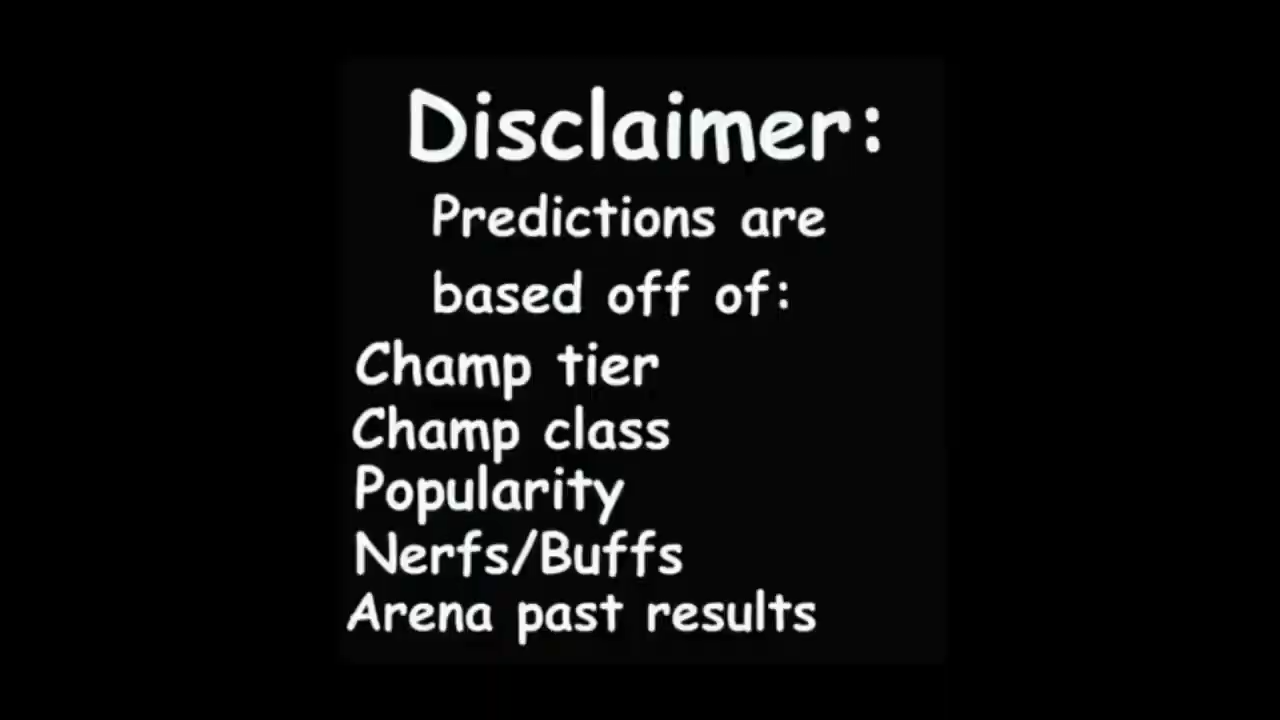 Disclaimer:
Predictions are
based off of:
Champ tier
Champ class
Popularity
Nerfs/Buffs
Arena past results